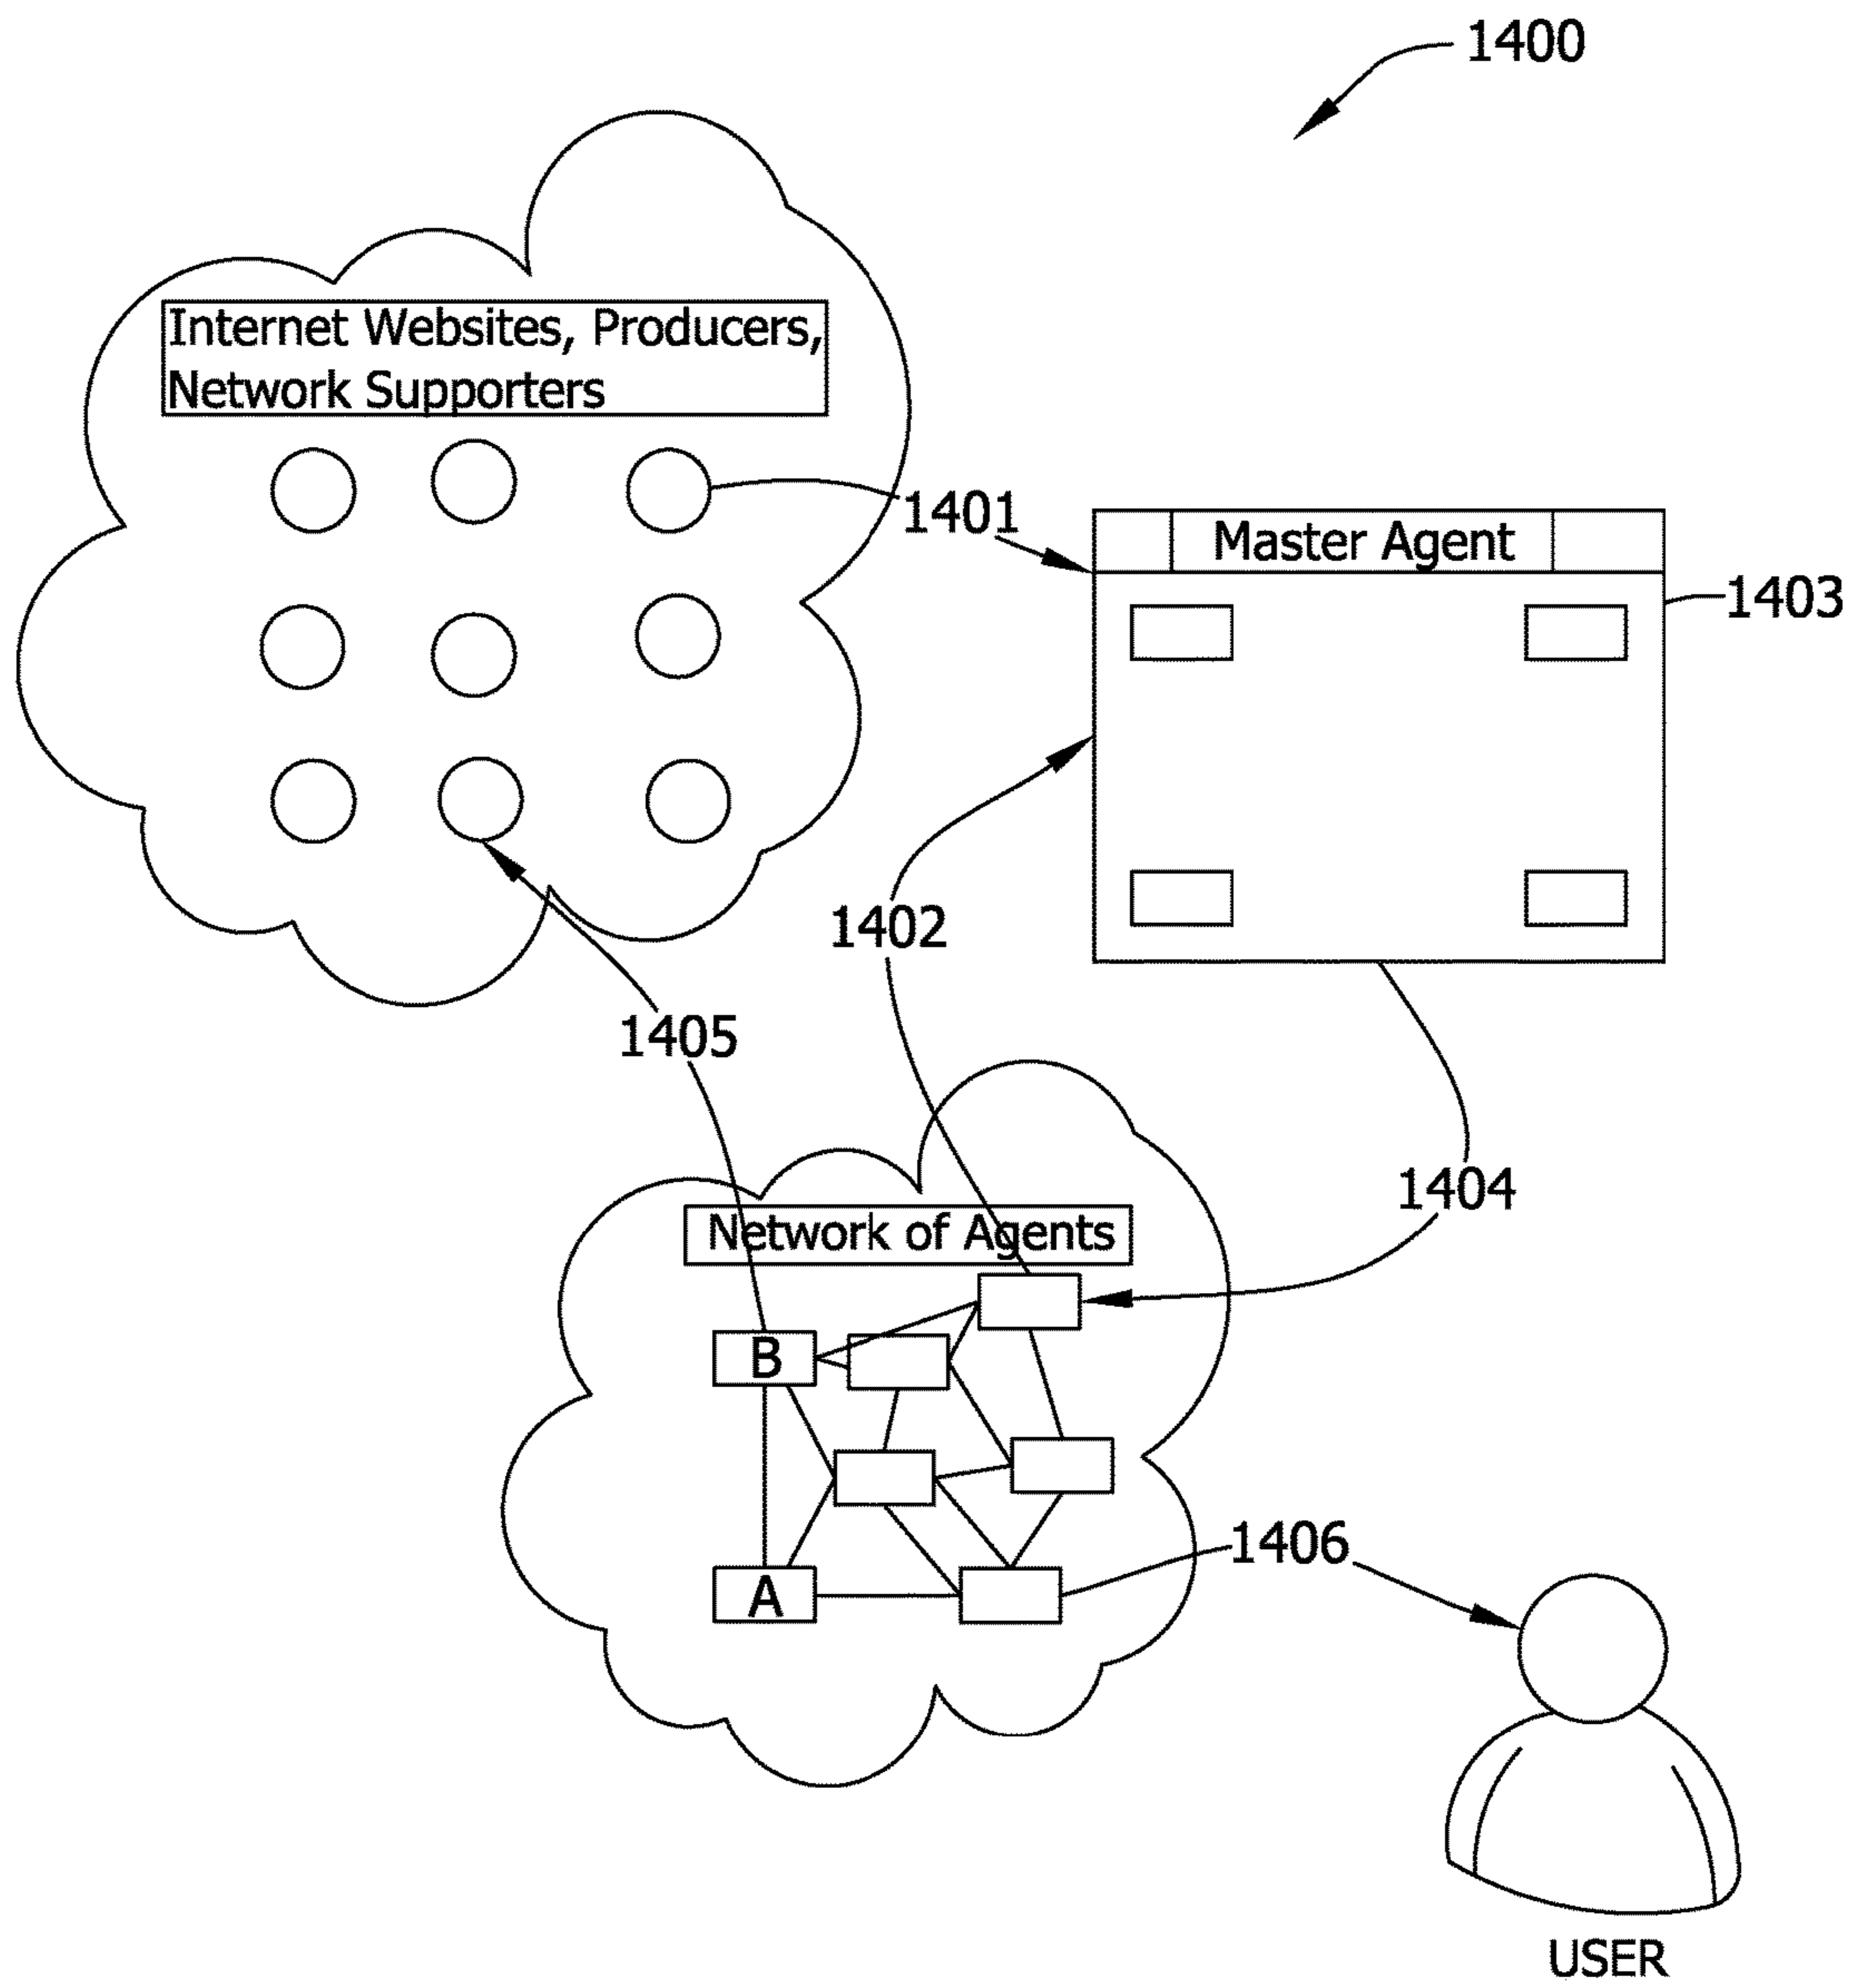 1400
Internet Websites, Producers,
Network Supporters
1401
Master Agent
1403
1402
1405
1404
Network of Agents
B
A
1406
USER